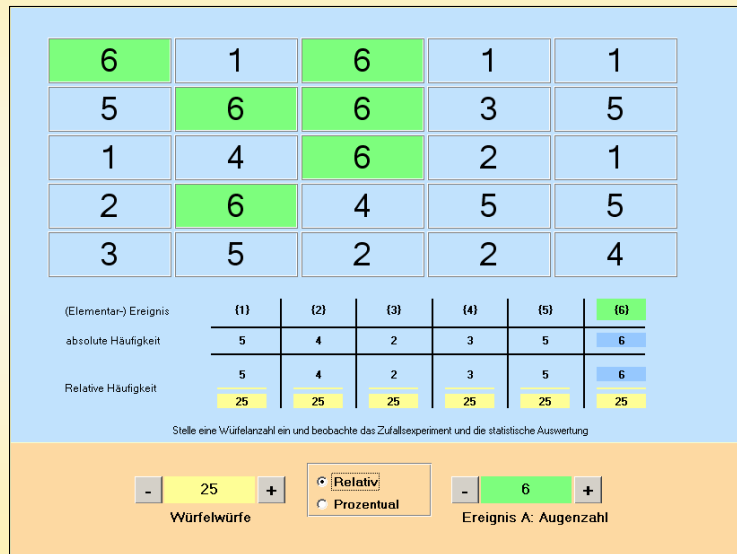 6 1 6 1 1
5 6 6 3 5
1 4 6 2 1
2 6 4 5 5
3 5 2 2 4
(Elementar-) Ereignis {1} {2} {3} {4} {5} {6}
absolute Häufigkeit 5 4 2 3 5 6
5 4 2 3 5 6
Relative Häufigkeit
25 25 25 25 25 25
Stelle eine Würfelanzahl ein und beobachte das Zufallsexperiment und die statistische Auswertung
- 25 + Relativ - 6 +
Prozentual
Würfelwürfe Ereignis A: Augenzahl